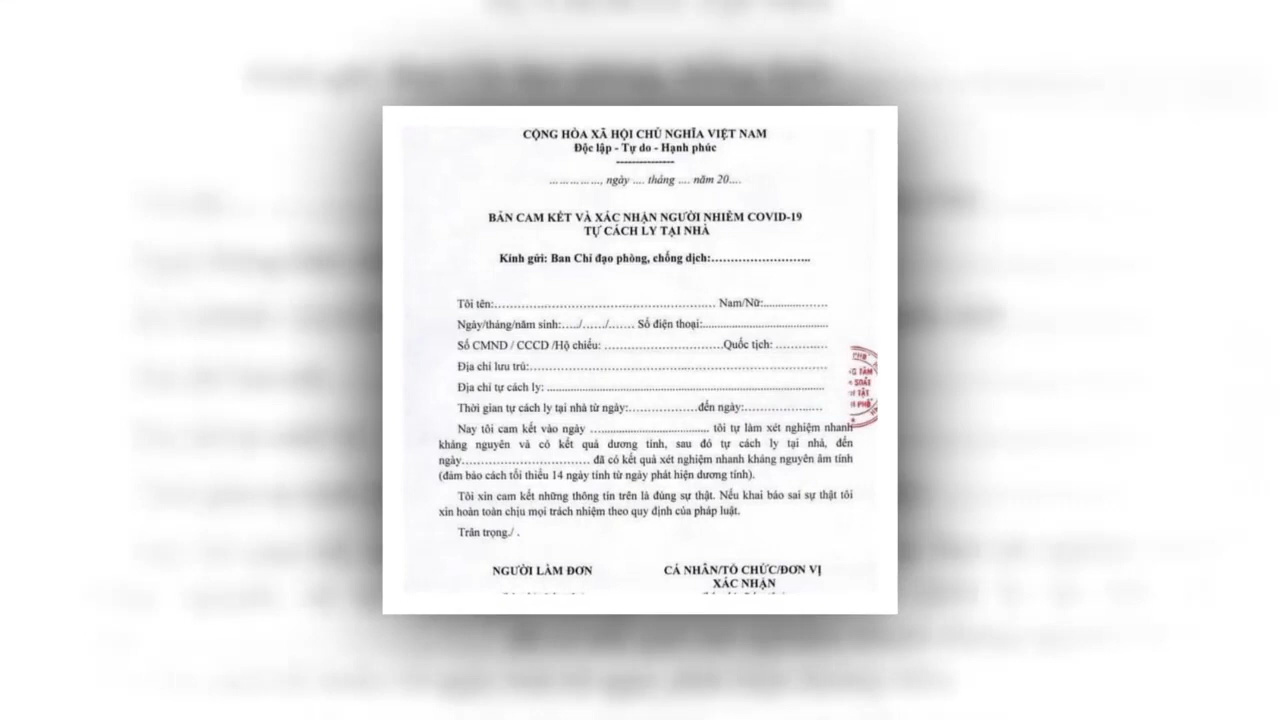 CỘNG HÒA XÃ HỘI CHỦ NGHĨA VIỆT NAM
Độc lập - Tự do - Hạnh phúc
---------------
……………, ngày .... tháng .... năm 20....
BẢN CAM KẾT VÀ XÁC NHẬN NGƯỜI NHIỄM COVID-19
TỰ CÁCH LY TẠI NHÀ
Kính gửi: Ban Chỉ đạo phòng, chống dịch:……………………..
Tôi tên:……………………………………………… Nam/Nữ:……………
Ngày/tháng/năm sinh:…../……/……. Số điện thoại:……………………………
Số CMND / CCCD /Hộ chiếu: …………………………Quốc tịch: ………….
Địa chỉ lưu trú:……………………………………………………………………
Địa chỉ tự cách ly: …………………………………………………………………
Thời gian tự cách ly tại nhà từ ngày:………………đến ngày:………………..
Nay tôi cam kết vào ngày ………………………… tôi tự làm xét nghiệm nhanh
kháng nguyên và có kết quả dương tính, sau đó tự cách ly tại nhà, đến
ngày…………………………… đã có kết quả xét nghiệm nhanh kháng nguyên âm tính
(đảm bảo cách tối thiểu 14 ngày tính từ ngày phát hiện dương tính).
Tôi xin cam kết những thông tin trên là đúng sự thật. Nếu khai báo sai sự thật tôi
xin hoàn toàn chịu mọi trách nhiệm theo quy định của pháp luật.
Trân trọng./ .
NGƯỜI LÀM ĐƠN
CÁ NHÂN/TỔ CHỨC/ĐƠN VỊ
XÁC NHẬN